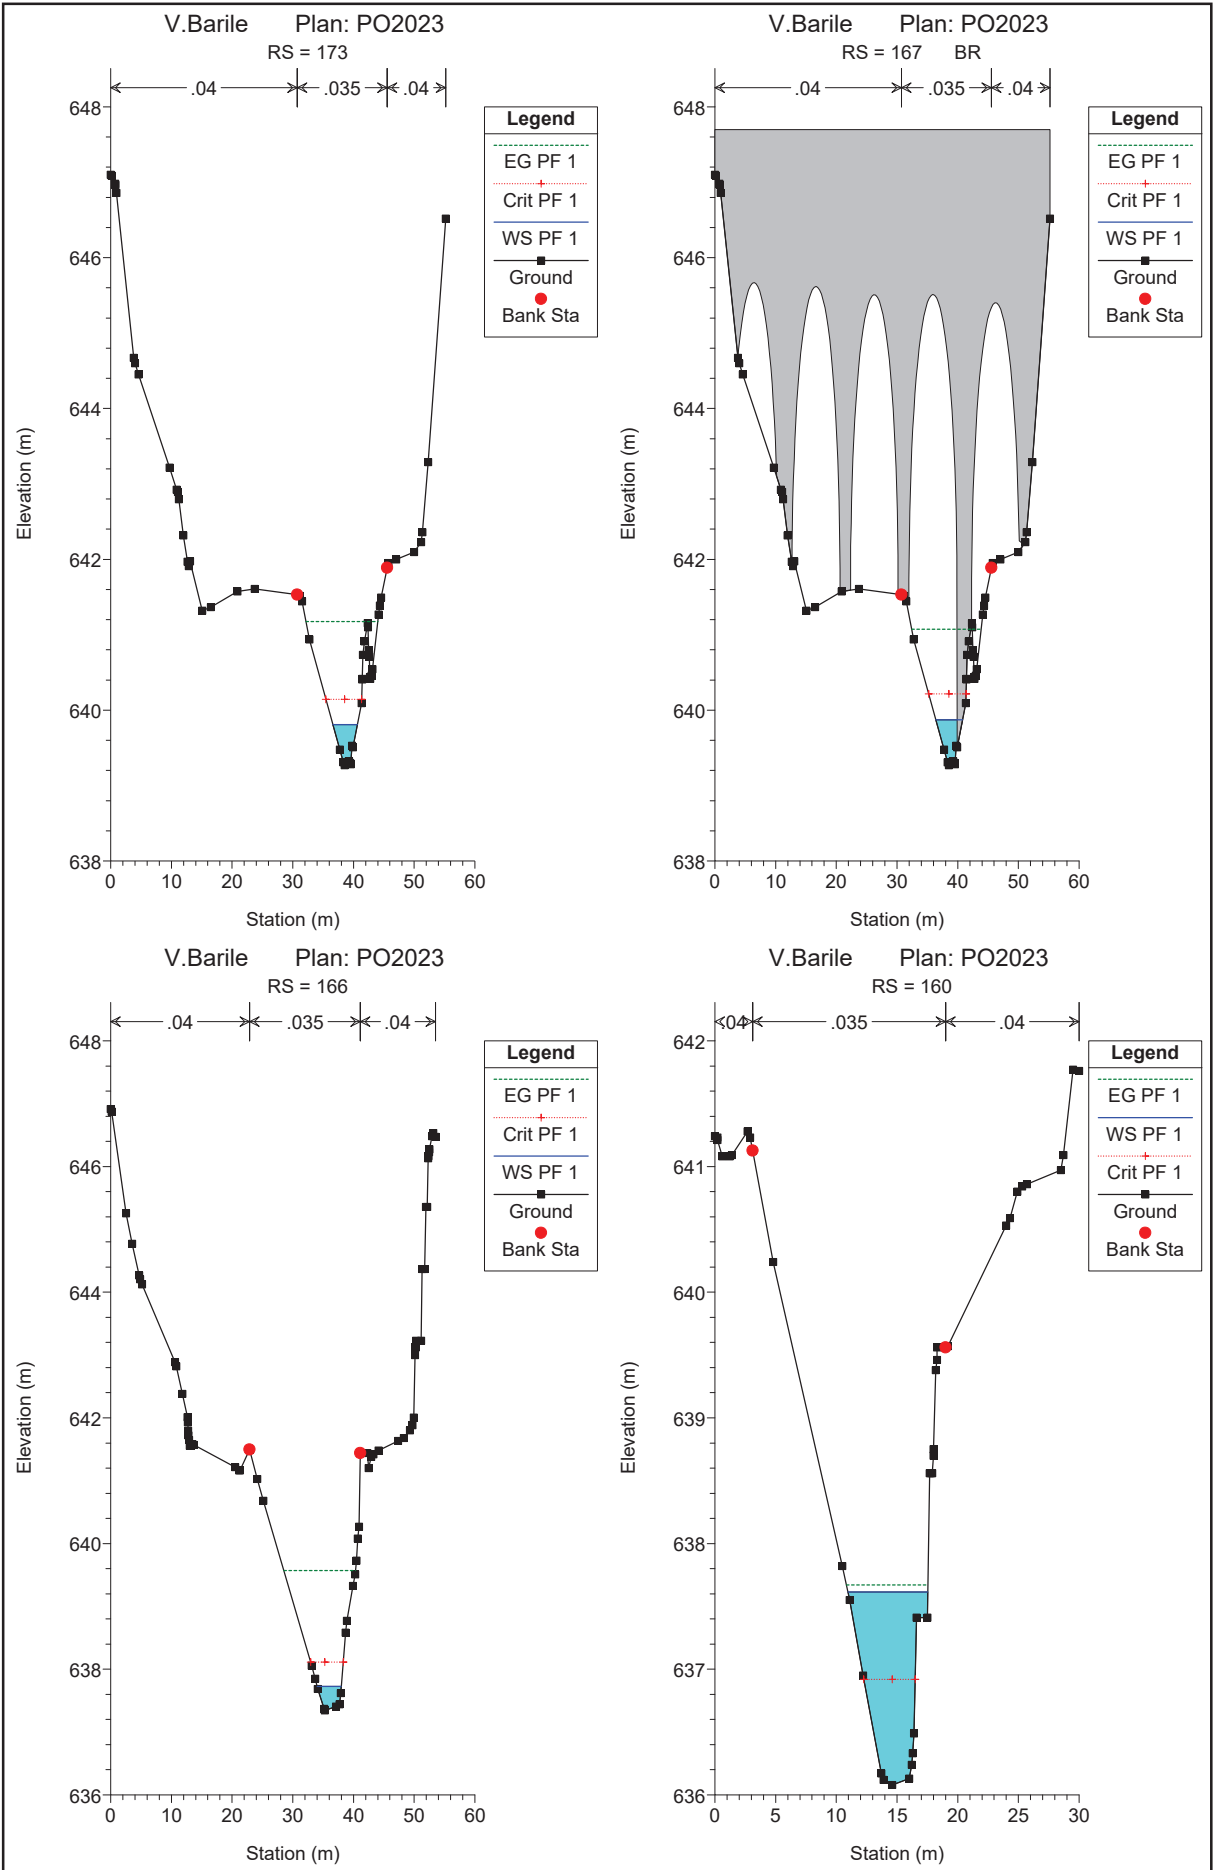 V.Barile Plan: PO2023
RS = 173
.04 .035 .04
Legend
EG PF 1
Crit PF 1
WS PF 1
Ground
Bank Sta
648
646
644
642
640
638
Elevation (m)
0 10 20 30 40 50 60
Station (m)
V.Barile Plan: PO2023
RS = 167 BR
.04 .035 .04
Legend
EG PF 1
Crit PF 1
WS PF 1
Ground
Bank Sta
648
646
644
642
640
638
Elevation (m)
0 10 20 30 40 50 60
Station (m)
V.Barile Plan: PO2023
RS = 166
.04 .035 .04
Legend
EG PF 1
Crit PF 1
WS PF 1
Ground
Bank Sta
648
646
644
642
640
638
636
Elevation (m)
0 10 20 30 40 50 60
Station (m)
V.Barile Plan: PO2023
RS = 160
.04 .035 .04
Legend
EG PF 1
WS PF 1
Crit PF 1
Ground
Bank Sta
642
641
640
639
638
637
636
Elevation (m)
0 5 10 15 20 25 30
Station (m)